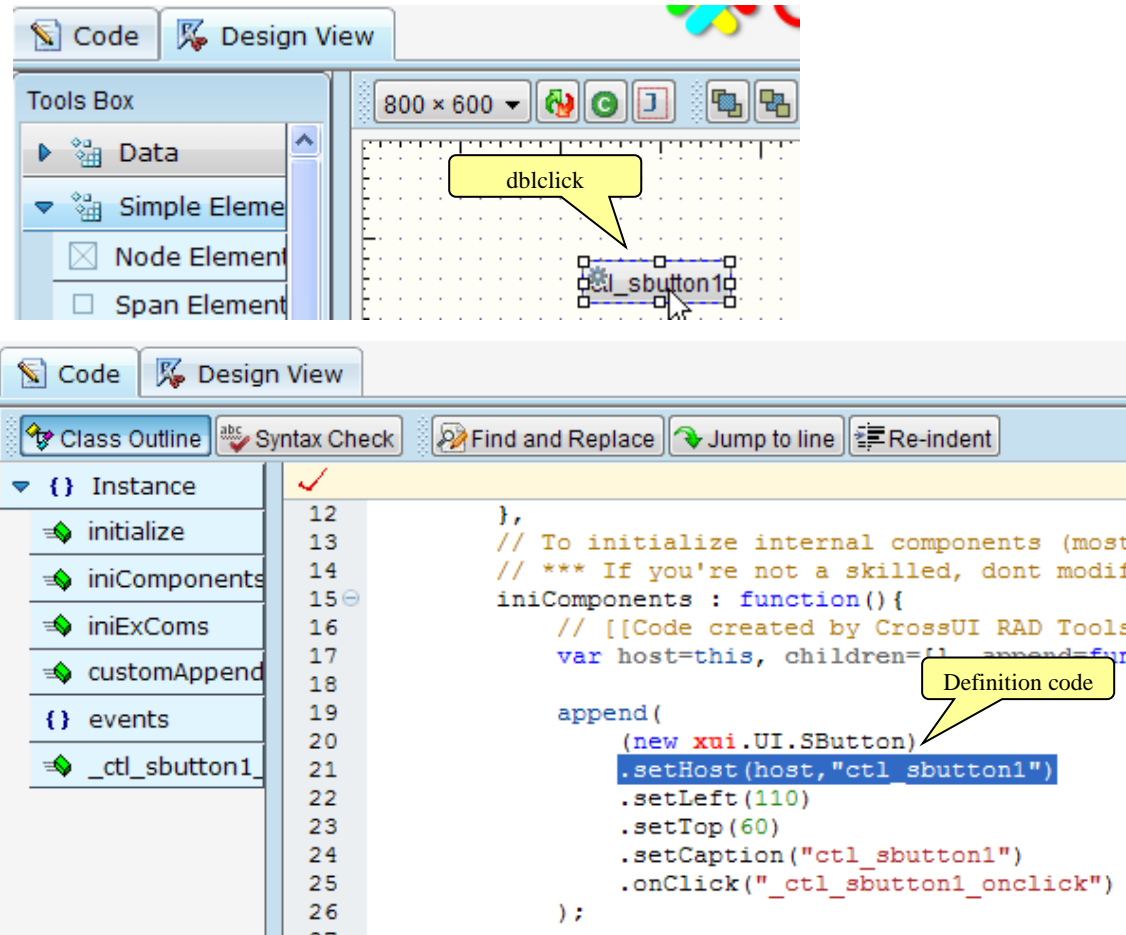 Code Design View
Tools Box
800 × 600
Data
Simple Eleme
Node Element
Span Element
dblclick
ctl_sbutton1
Code Design View
Class Outline Syntax Check Find and Replace Jump to line Re-indent
{} Instance
initialize
iniComponents
iniExComs
customAppend
{} events
_ctl_sbutton1_
12 },
13 // To initialize internal components (most
14 // *** If you're not a skilled, dont modif
15 iniComponents : function(){
16 // [[Code created by CrossUI RAD Tools
17 var host=this, children=[], append=fun
18
19 append(
20 (new xui.UI.SButton)
21 .setHost(host,"ctl_sbutton1")
22 .setLeft(110)
23 .setTop(60)
24 .setCaption("ctl_sbutton1")
25 .onClick("_ctl_sbutton1_onclick")
26 );
Definition code